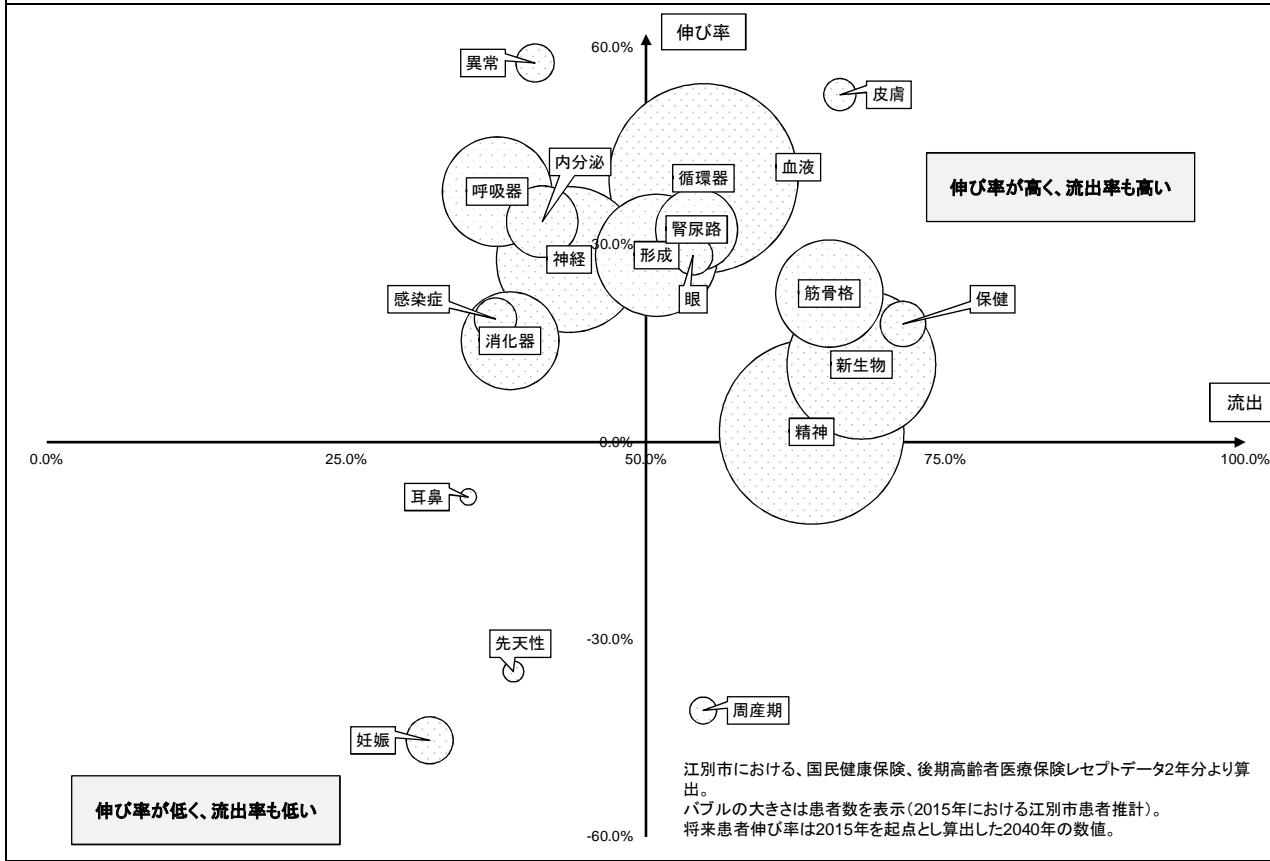 伸び率
60.0%
異常
皮膚
内分泌
血液
呼吸器
循環器
伸び率が高く、流出率も高い
腎尿路
30.0%
形成
神経
感染症
眼
筋骨格
保健
消化器
新生物
流出
精神
0.0%
0.0%
25.0%
50.0%
75.0%
100.0%
耳鼻
-30.0%
先天性
周産期
妊娠
江別市における、国民健康保険、後期高齢者医療保険レセプトデータ2年分より算
出。
バブルの大きさは患者数を表示(2015年における江別市患者推計)。
将来患者伸び率は2015年を起点とし算出した2040年の数値。
伸び率が低く、流出率も低い
-60.0%